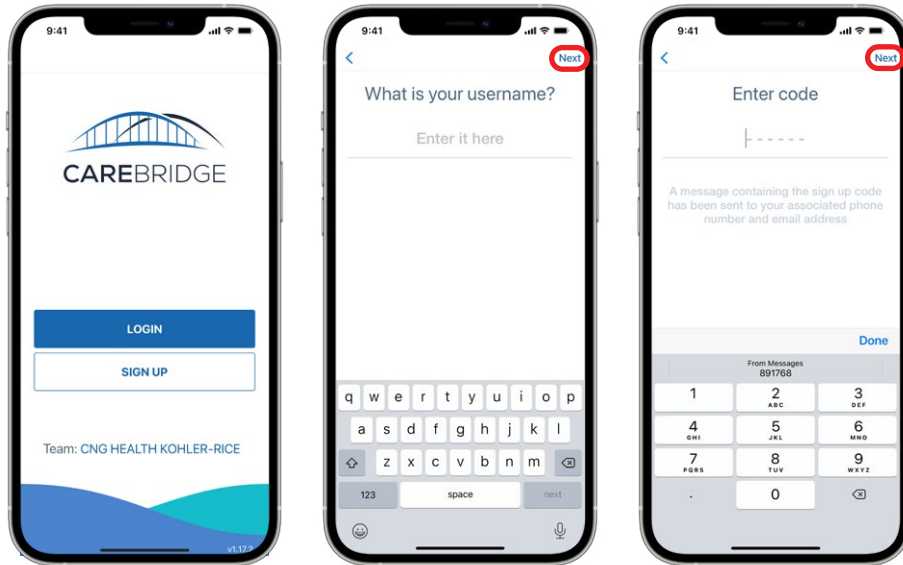 9:41
CAREBRIDGE
LOGIN
SIGN UP
Team: CNG HEALTH KOHLER-RICE
v1.17.2
9:41
Next
What is your username?
Enter it here
q w e r t y u i o p
a s d f g h j k l
z x c v b n m
123 space next
9:41
Next
Enter code
A message containing the sign up code
has been sent to your associated phone
number and email address
Done
From Messages
891768
1 2 3
ABC DEF
4 5 6
GHI JKL MNO
7 8 9
PQRS TUV WXYZ
. 0